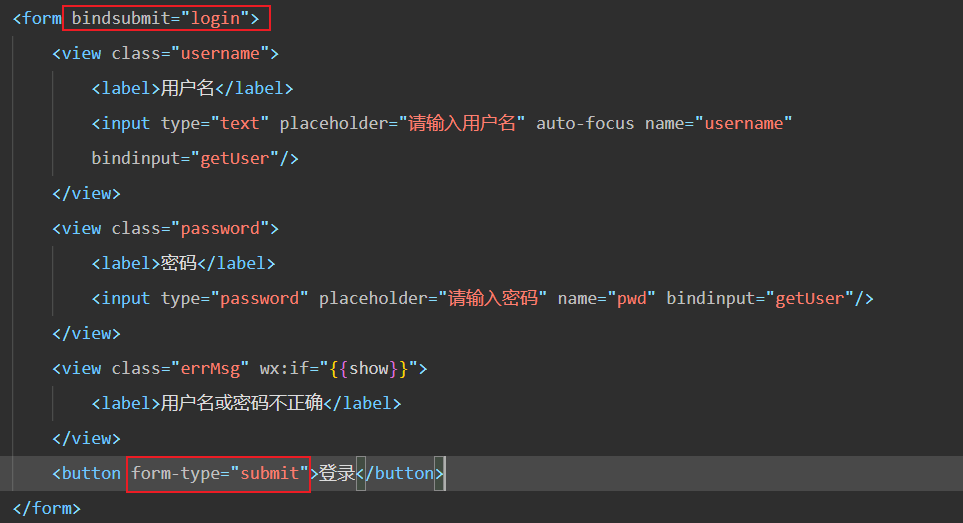 <form bindsubmit="login">
<view class="username">
<label>用户名</label>
<input type="text" placeholder="请输入用户名" auto-focus name="username"
bindinput="getUser"/>
</view>
<view class="password">
<label>密码</label>
<input type="password" placeholder="请输入密码" name="pwd" bindinput="getUser"/>
</view>
<view class="errMsg" wx:if="{{show}}">
<label>用户名或密码不正确</label>
</view>
<button form-type="submit">登录</button>
</form>